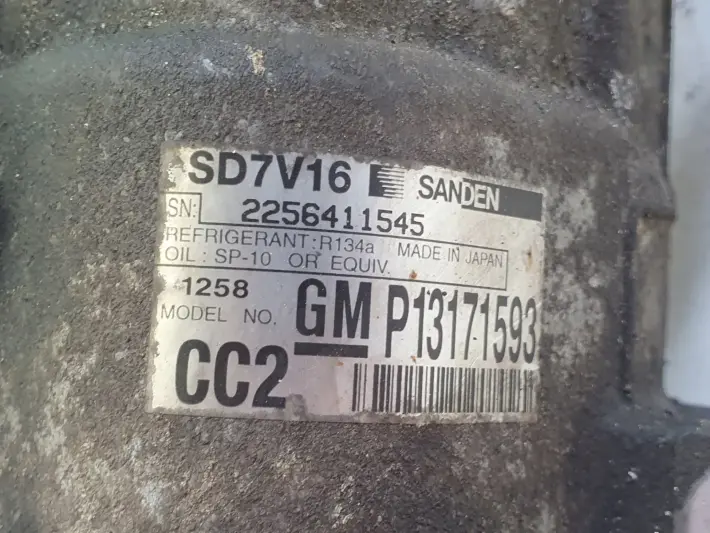 SD7V16 SANDEN
SN: 2256411545
REFRIGERANT:R134a MADE IN JAPAN
OIL: SP-10 OR EQUIV.
1258
MODEL NO. GM P13171593
CC2